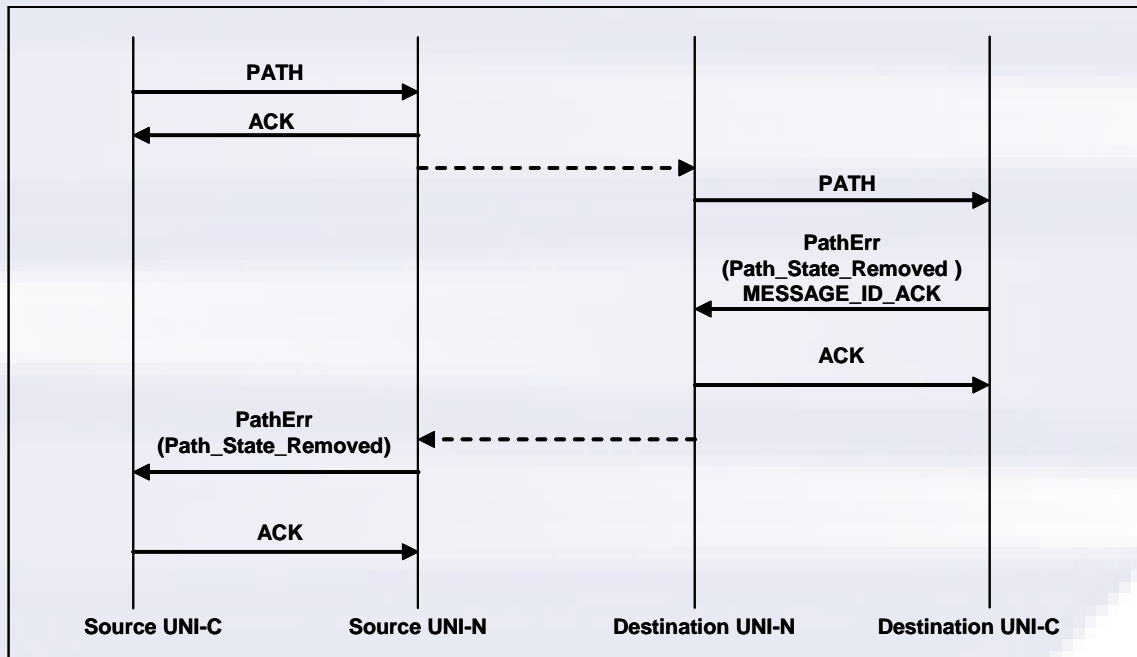 PATH
ACK
PATH
PathErr
(Path_State_Removed )
MESSAGE_ID_ACK
ACK
PathErr
(Path_State_Removed)
ACK
Source UNI-C
Source UNI-N
Destination UNI-N
Destination UNI-C